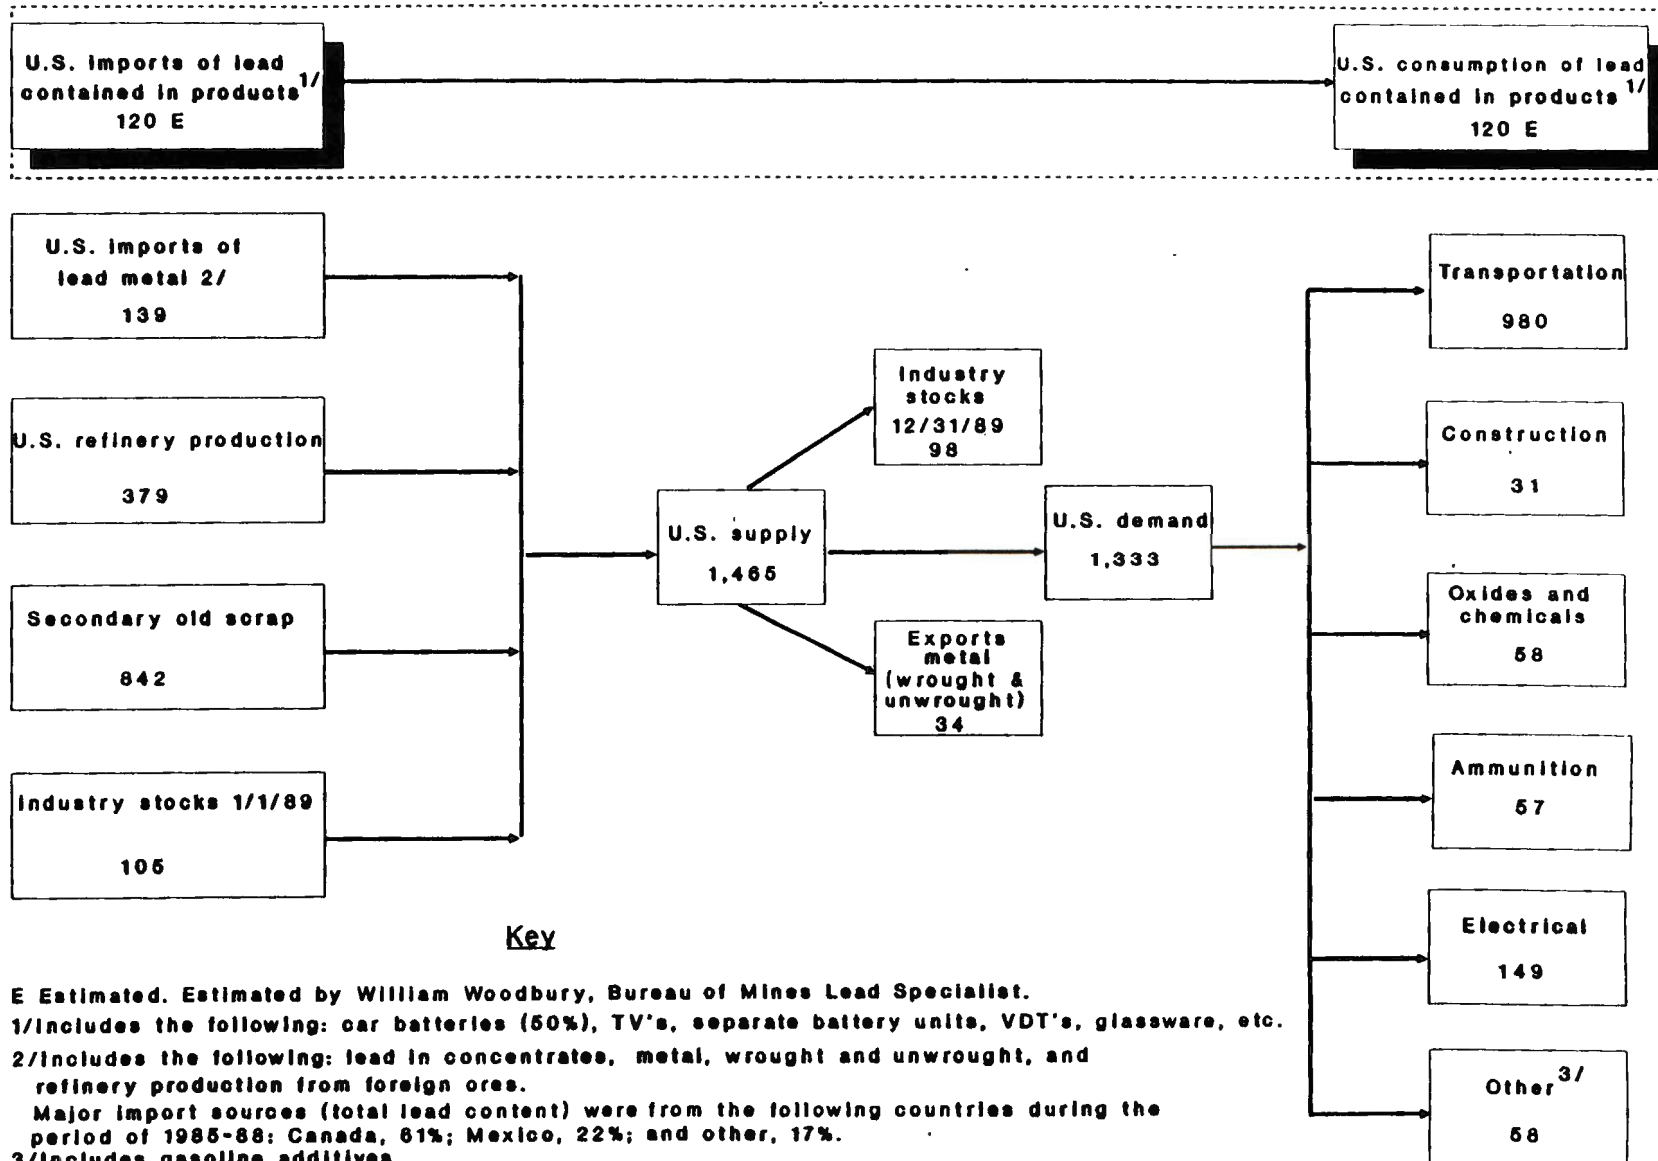 U.S. imports of lead
contained in products 1/
120 E
U.S. consumption of lead
contained in products 1/
120 E
U.S. imports of
lead metal 2/
139
U.S. refinery production
379
Secondary old scrap
842
Industry stocks 1/1/89
105
Industry
stocks
12/31/89
98
U.S. supply
1,465
Exports
metal
(wrought &
unwrought)
34
U.S. demand
1,333
Transportation
980
Construction
31
Oxides and
chemicals
58
Ammunition
57
Electrical
149
Other 3/
58
Key
E Estimated. Estimated by William Woodbury, Bureau of Mines Lead Specialist.
1/Includes the following: car batteries (50%), TV's, separate battery units, VDT's, glassware, etc.
2/Includes the following: lead in concentrates, metal, wrought and unwrought, and
refinery production from foreign ores.
Major import sources (total lead content) were from the following countries during the
period of 1985-88: Canada, 61%; Mexico, 22%; and other, 17%.
3/Includes gasoline additives